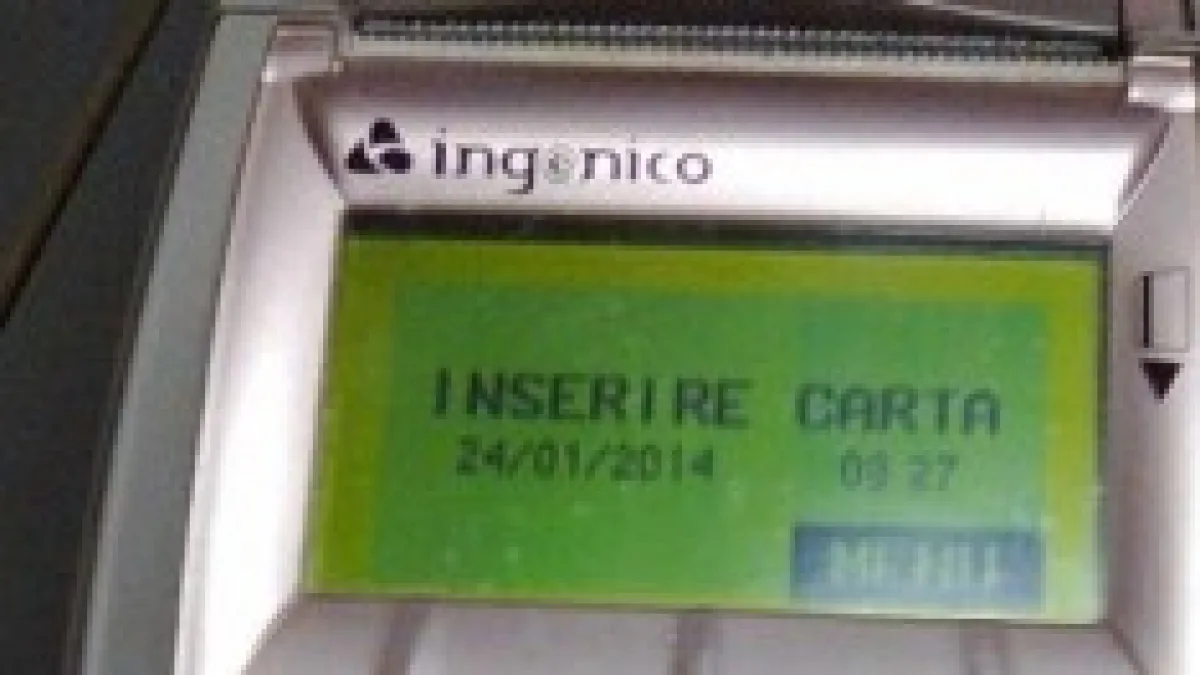 ingenico
INSERIRE CARTA
24/01/2014 09 27
MENU